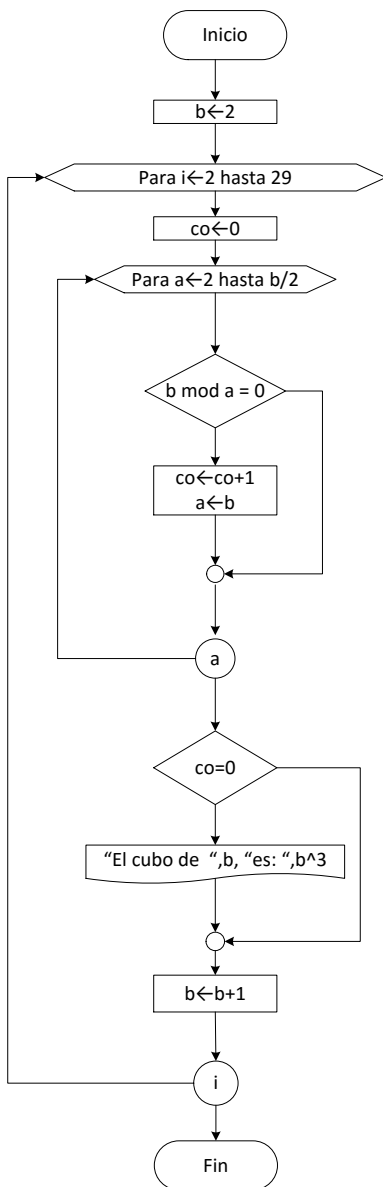 Inicio
b←2
Para i←2 hasta 29
co←0
Para a←2 hasta b/2
b mod a = 0
co←co+1
a←b
a
co=0
“El cubo de “,b, “es: “,b^3
b←b+1
i
Fin